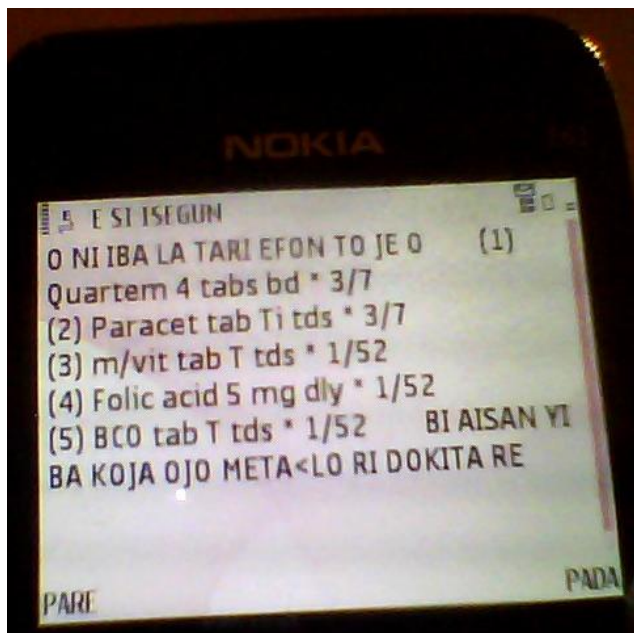 NOKIA
E SI ISEGUN
O NI IBA LA TARI EFON TO JE O (1)
Quartem 4 tabs bd * 3/7
(2) Paracet tab Ti tds * 3/7
(3) m/vit tab T tds * 1/52
(4) Folic acid 5 mg dly * 1/52
(5) BCO tab T tds * 1/52 BI AISAN YI
BA KOJA OJO META<LO RI DOKITA RE
PARE PADA